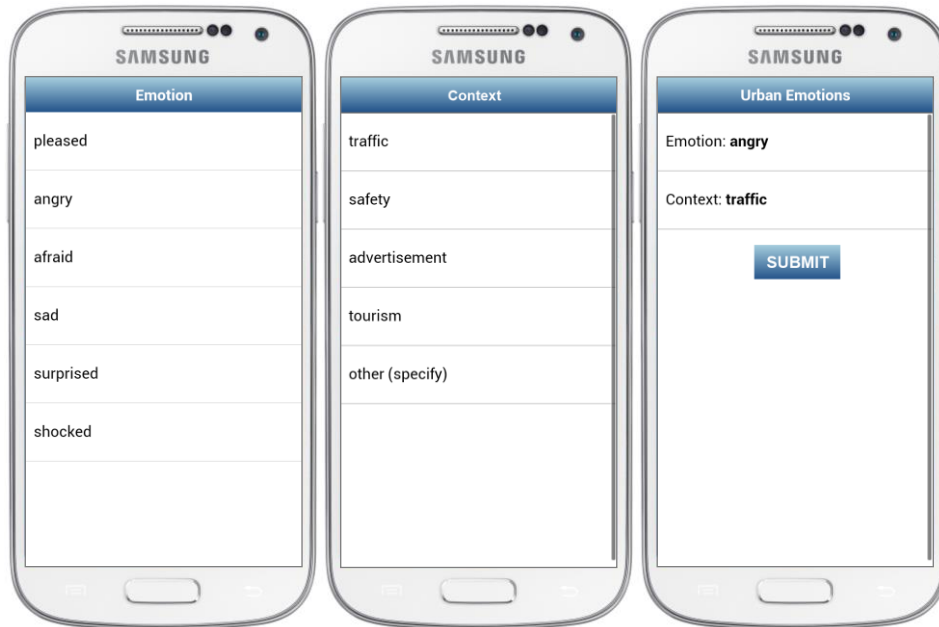 SAMSUNG
Emotion
pleased
angry
afraid
sad
surprised
shocked
SAMSUNG
Context
traffic
safety
advertisement
tourism
other (specify)
SAMSUNG
Urban Emotions
Emotion: angry
Context: traffic
SUBMIT